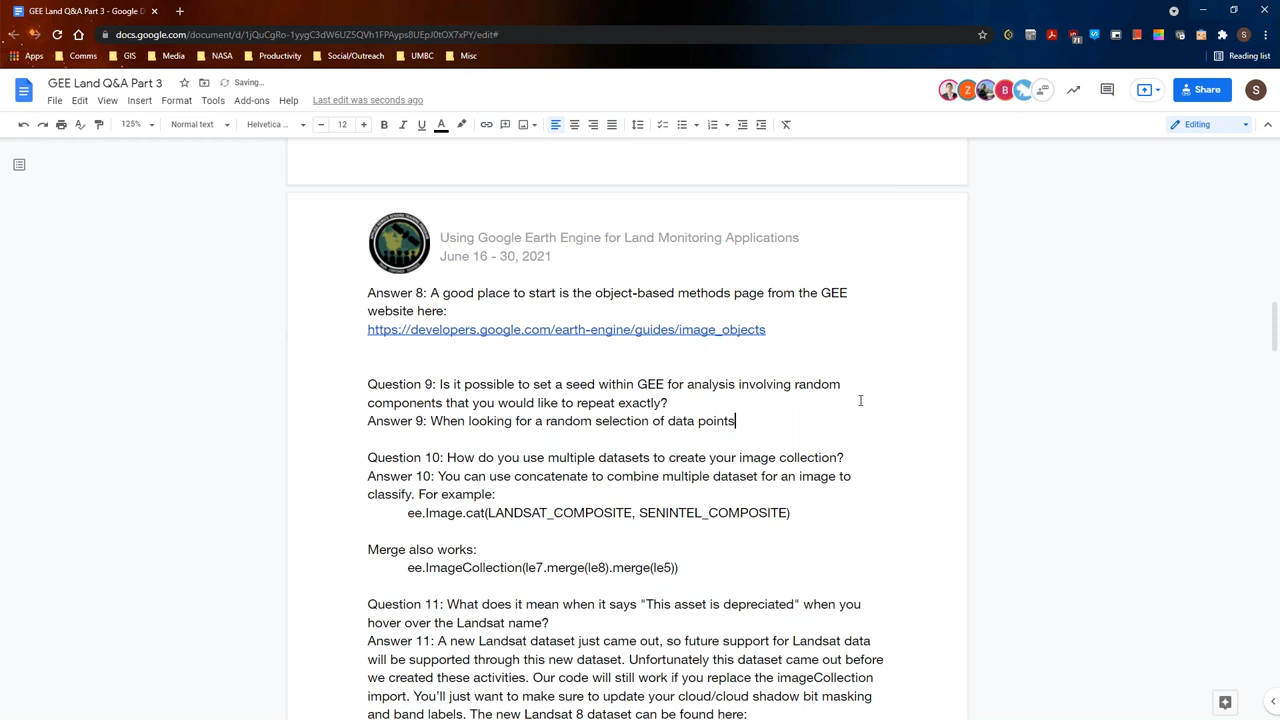 GEE Land Q&A Part 3 - Google D
docs.google.com/document/d/1jQuCgRo-1yygC3dW6UZ5QVh1FPAyps8UEpJ0tOX7xPY/edit#
Apps Comms GIS Media NASA Productivity Social/Outreach UMBC Misc Reading list
GEE Land Q&A Part 3 Saving...
File Edit View Insert Format Tools Add-ons Help Last edit was seconds ago
Z B Share S
125% Normal text Helvetica ... 12 B I U A Editing
Using Google Earth Engine for Land Monitoring Applications
June 16 - 30, 2021
Answer 8: A good place to start is the object-based methods page from the GEE
website here:
https://developers.google.com/earth-engine/guides/image_objects
Question 9: Is it possible to set a seed within GEE for analysis involving random
components that you would like to repeat exactly?
Answer 9: When looking for a random selection of data points
Question 10: How do you use multiple datasets to create your image collection?
Answer 10: You can use concatenate to combine multiple dataset for an image to
classify. For example:
ee.Image.cat(LANDSAT_COMPOSITE, SENINTEL_COMPOSITE)
Merge also works:
ee.ImageCollection(le7.merge(le8).merge(le5))
Question 11: What does it mean when it says "This asset is depreciated" when you
hover over the Landsat name?
Answer 11: A new Landsat dataset just came out, so future support for Landsat data
will be supported through this new dataset. Unfortunately this dataset came out before
we created these activities. Our code will still work if you replace the imageCollection
import. You'll just want to make sure to update your cloud/cloud shadow bit masking
and band labels. The new Landsat 8 dataset can be found here: